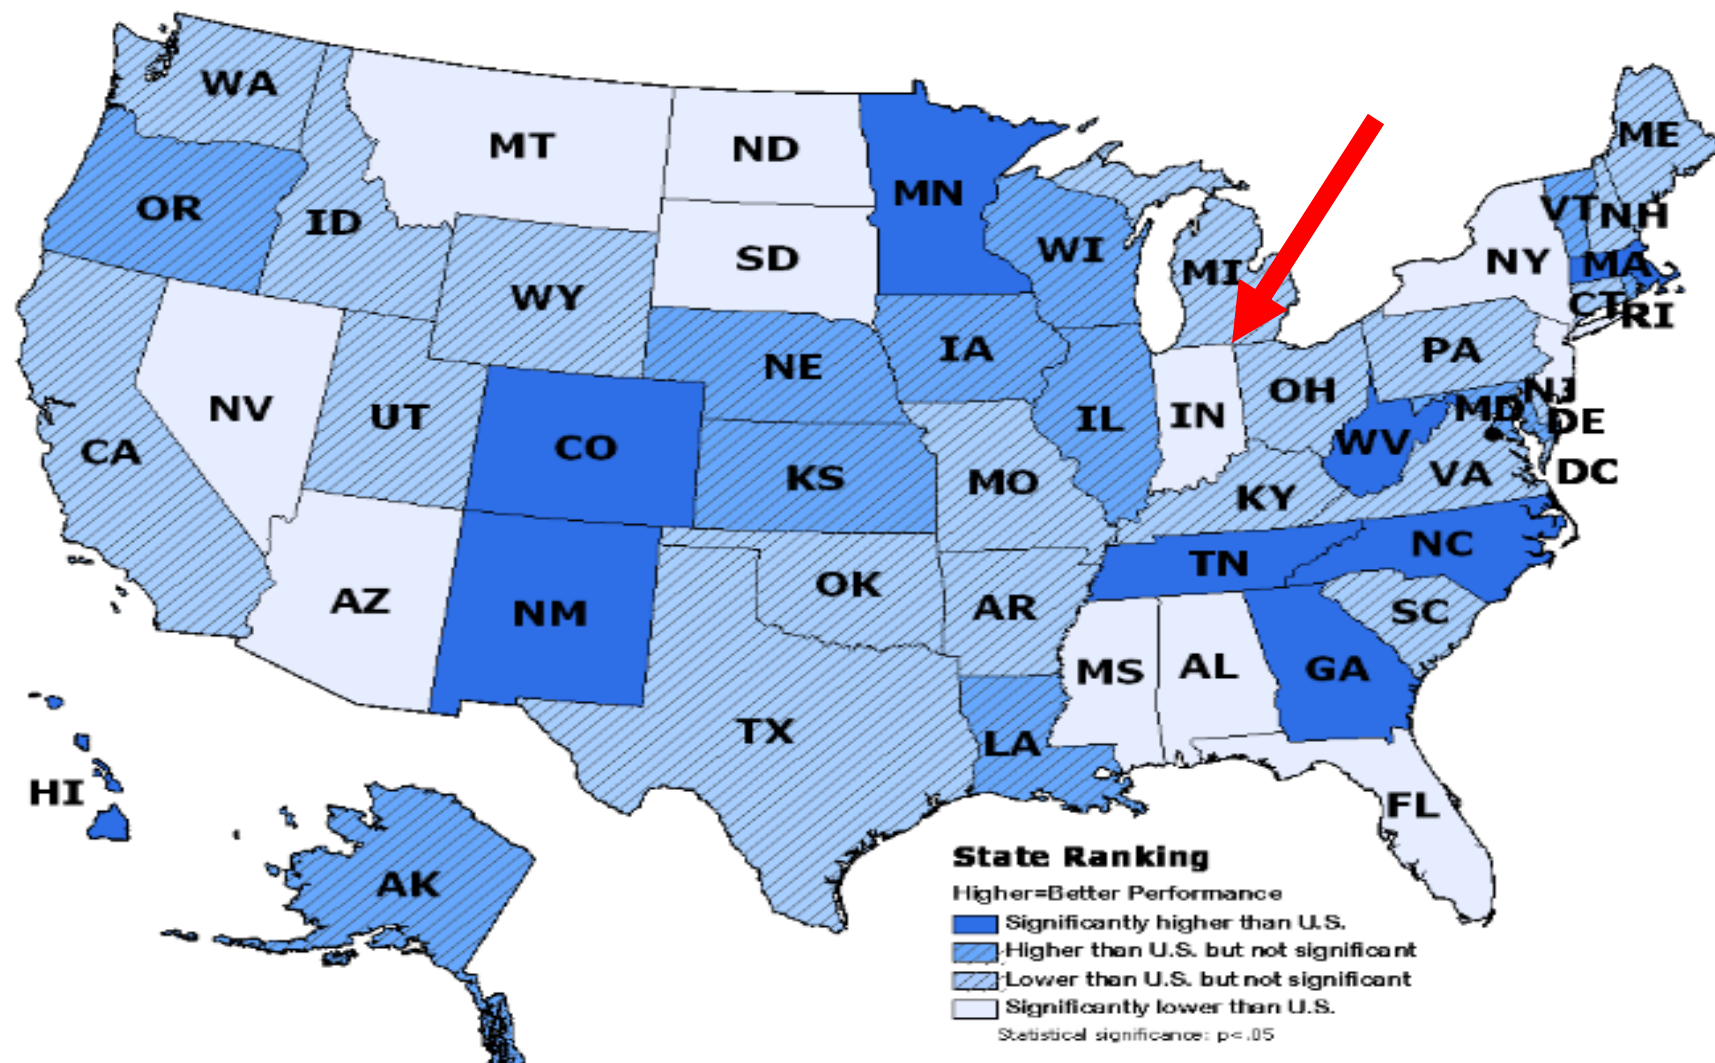 WA
MT
ND
MN
ME
OR
ID
VT
NH
WI
SD
MI
NY
MA
WY
CT
RI
IA
PA
NE
OH
NJ
NV
UT
IL
IN
MD
DE
CO
WV
CA
KS
MO
VA
DC
KY
NC
TN
OK
AZ
NM
AR
SC
MS
AL
GA
TX
LA
HI
FL
AK
State Ranking
Higher=Better Performance
Significantly higher than U.S.
Higher than U.S. but not significant
Lower than U.S. but not significant
Significantly lower than U.S.
Statistical significance: p<.05